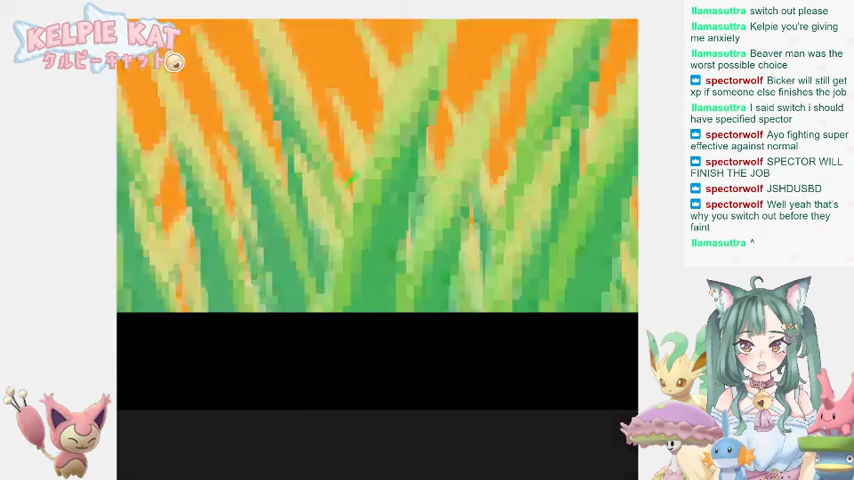 KELPIE KAT
クルピーキャット
llamasuttra switch out please
llamasuttra Kelpie you're giving
me anxiety
llamasuttra Beaver man was the
worst possible choice
spectorwolf Bicker will still get
xp if someone else finishes the job
llamasuttra I said switch i should
have specified spector
spectorwolf Ayo fighting super
effective against normal
spectorwolf SPECTOR WILL
FINISH THE JOB
spectorwolf JSHDUSBD
spectorwolf Well yeah that's
why you switch out before they
faint
llamasuttra ^